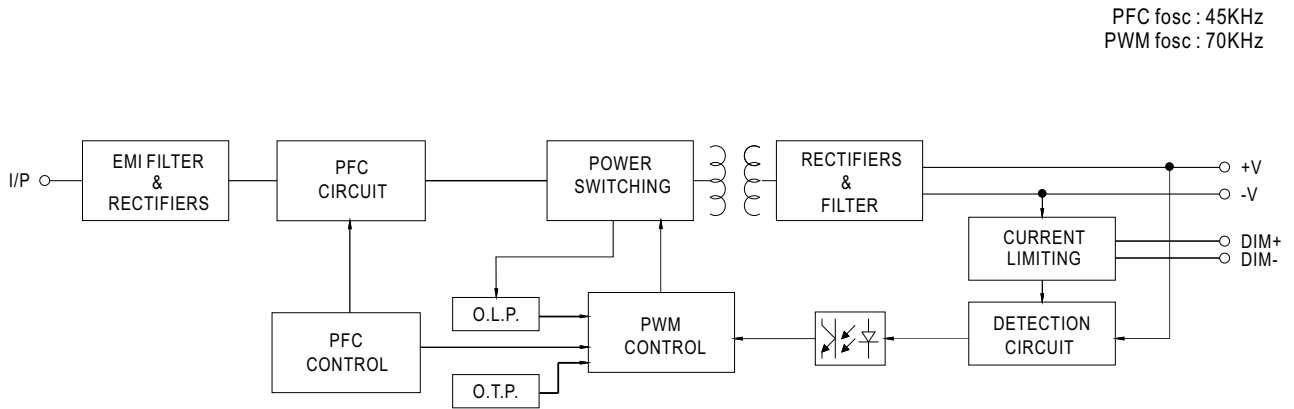 PFC fosc : 45KHz
PWM fosc : 70KHz
I/P
EMI FILTER
&
RECTIFIERS
PFC
CIRCUIT
POWER
SWITCHING
RECTIFIERS
&
FILTER
+V
-V
CURRENT
LIMITING
DIM+
DIM-
O.L.P.
PFC
CONTROL
PWM
CONTROL
DETECTION
CIRCUIT
O.T.P.